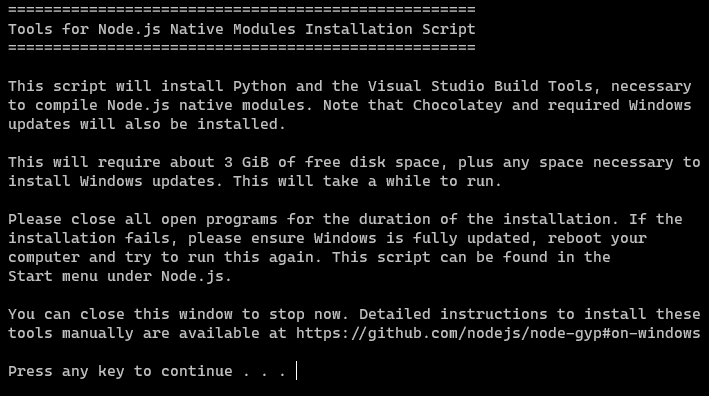 ====================================================
Tools for Node.js Native Modules Installation Script
====================================================
This script will install Python and the Visual Studio Build Tools, necessary
to compile Node.js native modules. Note that Chocolatey and required Windows
updates will also be installed.
This will require about 3 GiB of free disk space, plus any space necessary to
install Windows updates. This will take a while to run.
Please close all open programs for the duration of the installation. If the
installation fails, please ensure Windows is fully updated, reboot your
computer and try to run this again. This script can be found in the
Start menu under Node.js.
You can close this window to stop now. Detailed instructions to install these
tools manually are available at https://github.com/nodejs/node-gyp#on-windows
Press any key to continue . . .